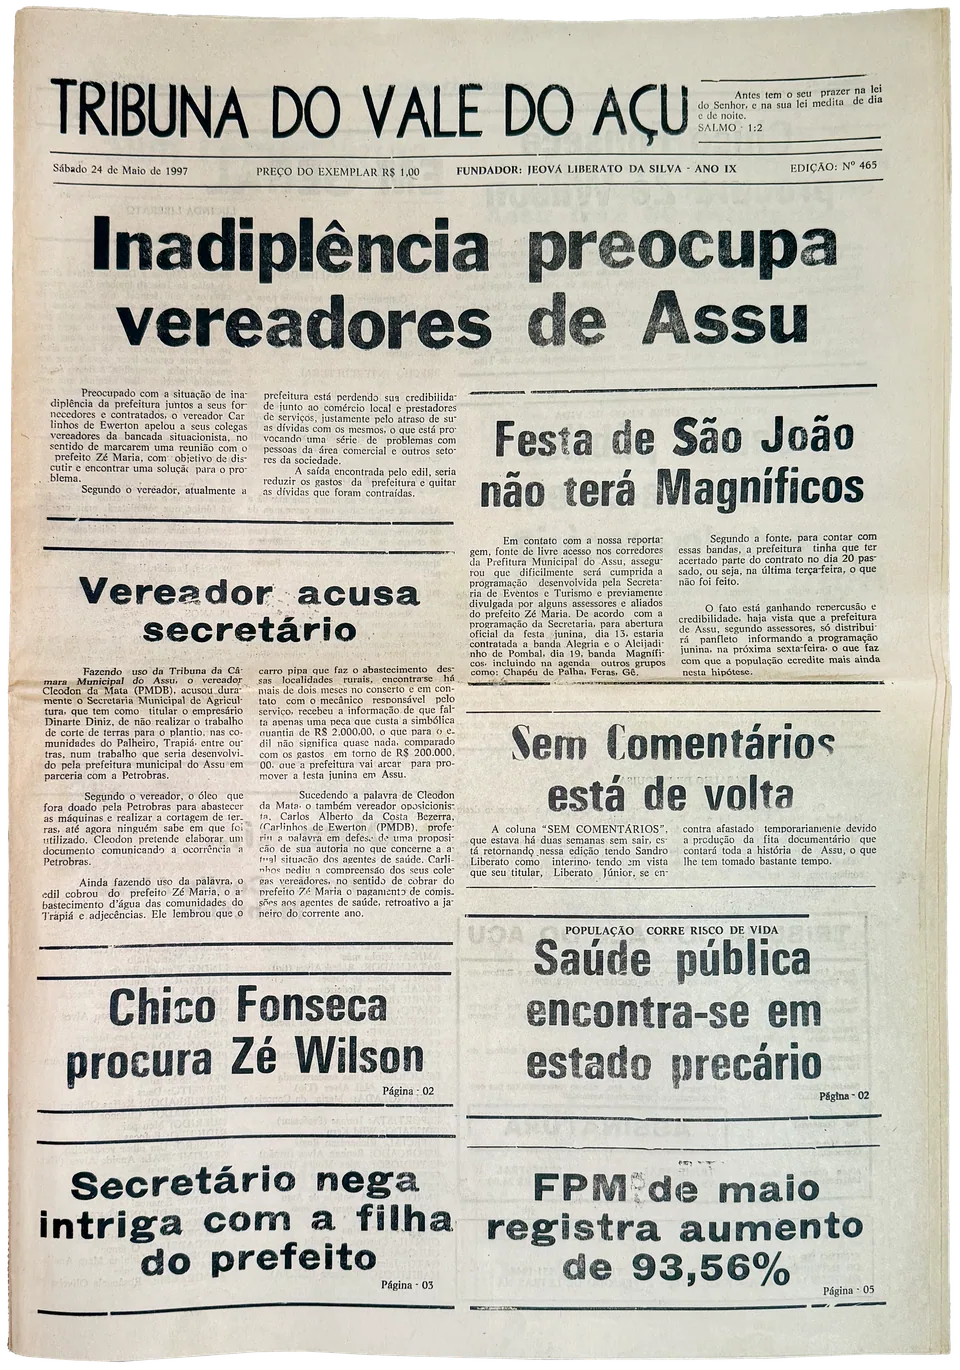 TRIBUNA DO VALE DO AÇU
Antes tem o seu prazer na lei
do Senhor, e na sua lei medita de dia
e de noite.
SALMO - 1:2
Sábado 24 de Maio de 1997 PREÇO DO EXEMPLAR R$ 1,00 FUNDADOR: JEOVÁ LIBERATO DA SILVA - ANO IX EDIÇÃO: Nº 465
Inadiplência preocupa
vereadores de Assu
Preocupado com a situação de ina-
diplência da prefeitura juntos a seus for-
necedores e contratados, o vereador Car
linhos de Ewerton apelou a seus colegas
vereadores da bancada situacionista, no
sentido de marcarem uma reunião com o
prefeito Zé Maria, com objetivo de dis-
cutir e encontrar uma solução para o pro-
blema.
Segundo o vereador, atualmente a
prefeitura está perdendo sua credibilida-
de junto ao comércio local e prestadores
de serviços, justamente pelo atraso de su-
as dívidas com os mesmos, o que está pro-
vocando uma série de problemas com
pessoas da área comercial e outros seto-
res da sociedade.
A saída encontrada pelo edil, seria
reduzir os gastos da prefeitura e quitar
as dívidas que foram contraídas.
Vereador acusa
secretário
Fazendo uso da Tribuna da Câ-
mara Municipal do Assu, o vereador
Cleodon da Mata (PMDB), acusou dura-
mente o Secretaria Municipal de Agricul-
tura, que tem como titular o empresário
Dinarte Diniz, de não realizar o trabalho
de corte de terras para o plantio, nas co-
munidades do Palheiro, Trapiá, entre ou-
tras, num trabalho que seria desenvolvi-
do pela prefeitura municipal do Assu em
parceria com a Petrobras.
Segundo o vereador, o óleo que
fora doado pela Petrobras para abastecer
as máquinas e realizar a cortagem de ter-
ras, até agora ninguém sabe em que foi
utilizado. Cleodon pretende elaborar um
documento comunicando a ocorrência a
Petrobras.
Ainda fazendo uso da palavra, o
edil cobrou do prefeito Zé Maria, o a-
bastecimento d'água das comunidades do
Trapiá e adjecências. Ele lembrou que o
carro pipa que faz o abastecimento des-
sas localidades rurais, encontra-se há
mais de dois meses no conserto e em con-
tato com o mecânico responsável pelo
serviço, recebeu a informação de que fal-
ta apenas uma peça que custa a simbólica
quantia de R$ 2.000,00, o que para o e-
dil não significa quase nada, comparado
com os gastos em torno de R$ 200.000,
00, que a prefeitura vai arcar para pro-
mover a festa junina em Assu.
Sucedendo a palavra de Cleodon
da Mata, o também vereador oposicionis-
ta, Carlos Alberto da Costa Bezerra,
(Carlinhos de Ewerton (PMDB), profe-
riu a palavra em defesa de uma proposi-
ção de sua autoria no que concerne a a-
tual situação dos agentes de saúde. Carli-
nhos pediu a compreensão dos seus cole-
gas vereadores, no sentido de cobrar do
prefeito Zé Maria o pagamento de comis-
sões aos agentes de saúde, retroativo a ja-
neiro do corrente ano.
Chico Fonseca
procura Zé Wilson
Página - 02
Secretário nega
intriga com a filha
do prefeito
Página - 03
Festa de São João
não terá Magníficos
Em contato com a nossa reporta-
gem, fonte de livre acesso nos corredores
da Prefitura Municipal do Assu, assegu-
rou que dificilmente será cumprida a
programação desenvolvida pela Secreta-
ria de Eventos e Turismo e previamente
divulgada por alguns assessores e aliados
do prefeito Zé Maria. De acordo com a
programação da Secretaria, para abertura
oficial da festa junina, dia 13, estaria
contratada a banda Alegria e o Aleijadi-
nho de Pombal, dia 19, banda Magnífi-
cos, incluindo na agenda outros grupos
como: Chapéu de Palha, Feras, Gê.
Segundo a fonte, para contar com
essas bandas, a prefeitura tinha que ter
acertado parte do contrato no dia 20 pas-
sado, ou seja, na última terça-feira, o que
não foi feito.
O fato está ganhando repercusão e
credibilidade, haja vista que a prefeitura
de Assu, segundo assessores, só distribui-
rá panfleto informando a programação
junina, na próxima sexta-feira, o que faz
com que a população ecredite mais ainda
nesta hipótese.
Sem Comentários
está de volta
A coluna "SEM COMENTÁRIOS",
que estava há duas semanas sem sair, es-
tá retornando nessa edição tendo Sandro
Liberato como interino, tendo em vista
que seu titular, Liberato Júnior, se en-
contra afastado temporariamente devido
a produção da fita documentário que
contará toda a história de Assu, o que
lhe tem tomado bastante tempo.
POPULAÇÃO CORRE RISCO DE VIDA
Saúde pública
encontra-se em
estado precário
Página - 02
FPM de maio
registra aumento
de 93,56%
Página - 05